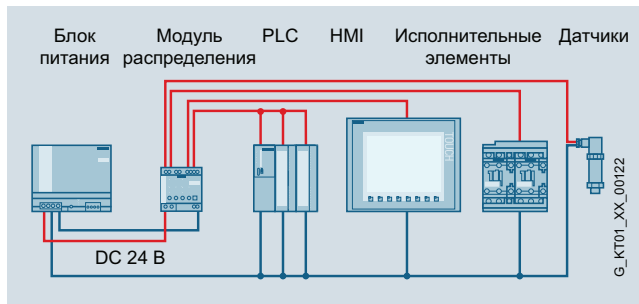 Блок питания
Модуль распределения
PLC
HMI
Исполнительные элементы
Датчики
DC 24 В
G_KT01_XX_00122